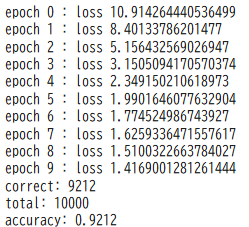 epoch 0 : loss 10.914264440536499
epoch 1 : loss 8.40133786201477
epoch 2 : loss 5.156432569026947
epoch 3 : loss 3.1505094170570374
epoch 4 : loss 2.349150210618973
epoch 5 : loss 1.9901646077632904
epoch 6 : loss 1.774524986743927
epoch 7 : loss 1.6259336471557617
epoch 8 : loss 1.5100322663784027
epoch 9 : loss 1.4169001281261444
correct: 9212
total: 10000
accuracy: 0.9212